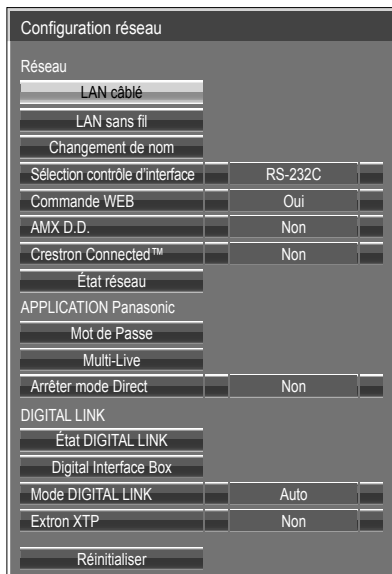 Configuration réseau
Réseau
LAN câblé
LAN sans fil
Changement de nom
Sélection contrôle d'interface RS-232C
Commande WEB Oui
AMX D.D. Non
Crestron Connected™ Non
État réseau
APPLICATION Panasonic
Mot de Passe
Multi-Live
Arrêter mode Direct Non
DIGITAL LINK
État DIGITAL LINK
Digital Interface Box
Mode DIGITAL LINK Auto
Extron XTP Non
Réinitialiser